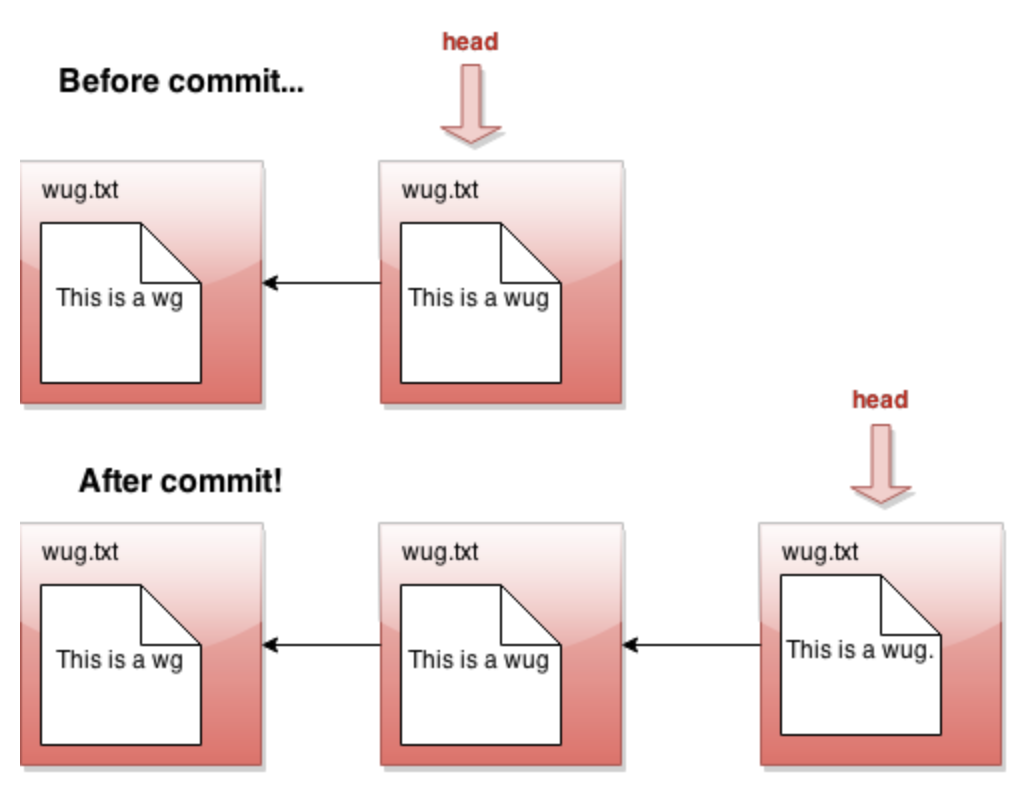 head
Before commit...
wug.txt
wug.txt
This is a wg
This is a wug
head
After commit!
wug.txt
wug.txt
wug.txt
This is a wg
This is a wug
This is a wug.